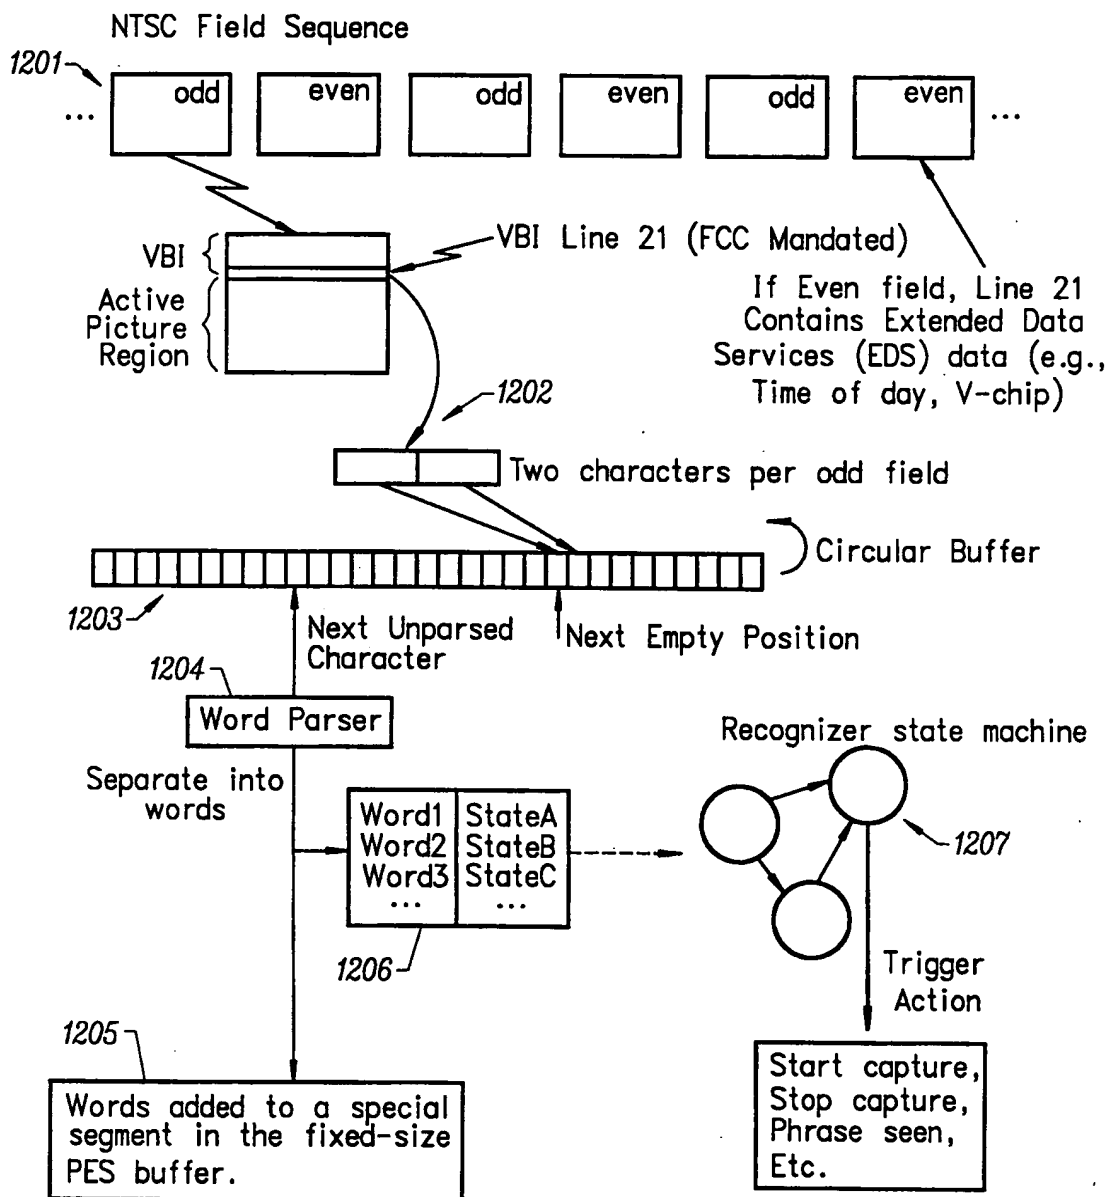 NTSC Field Sequence
1201
... odd even odd even odd even ...
VBI
VBI Line 21 (FCC Mandated)
Active
Picture
Region
If Even field, Line 21
Contains Extended Data
Services (EDS) data (e.g.,
Time of day, V-chip)
1202
Two characters per odd field
Circular Buffer
1203
Next Unparsed
Character
Next Empty Position
1204
Word Parser
Separate into
words
Recognizer state machine
Word1 StateA
Word2 StateB
Word3 StateC
... ...
1206
1207
Trigger
Action
1205
Words added to a special
segment in the fixed-size
PES buffer.
Start capture,
Stop capture,
Phrase seen,
Etc.